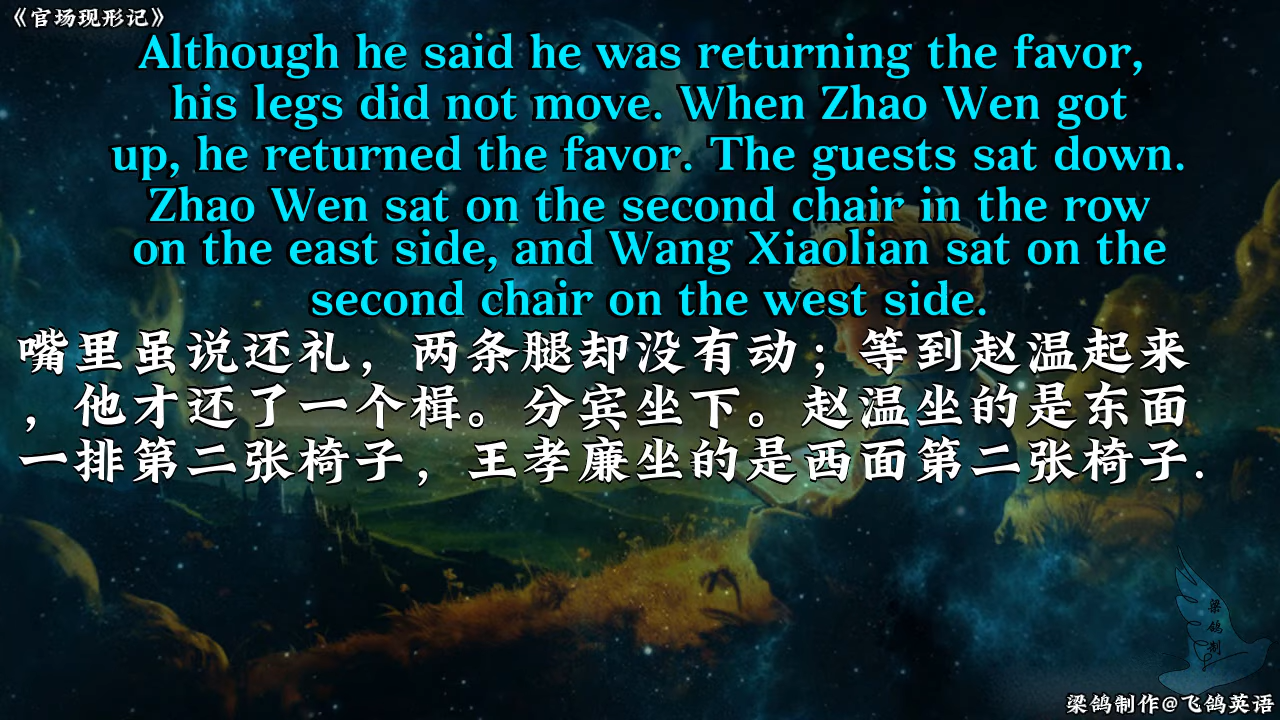 《官场现形记》
Although he said he was returning the favor,
his legs did not move. When Zhao Wen got
up, he returned the favor. The guests sat down.
Zhao Wen sat on the second chair in the row
on the east side, and Wang Xiaolian sat on the
second chair on the west side.
嘴里虽说还礼，两条腿却没有动；等到赵温起来
，他才还了一个楫。分宾坐下。赵温坐的是东面
一排第二张椅子，王孝廉坐的是西面第二张椅子.
梁鸽制
梁鸽制作@飞鸽英语